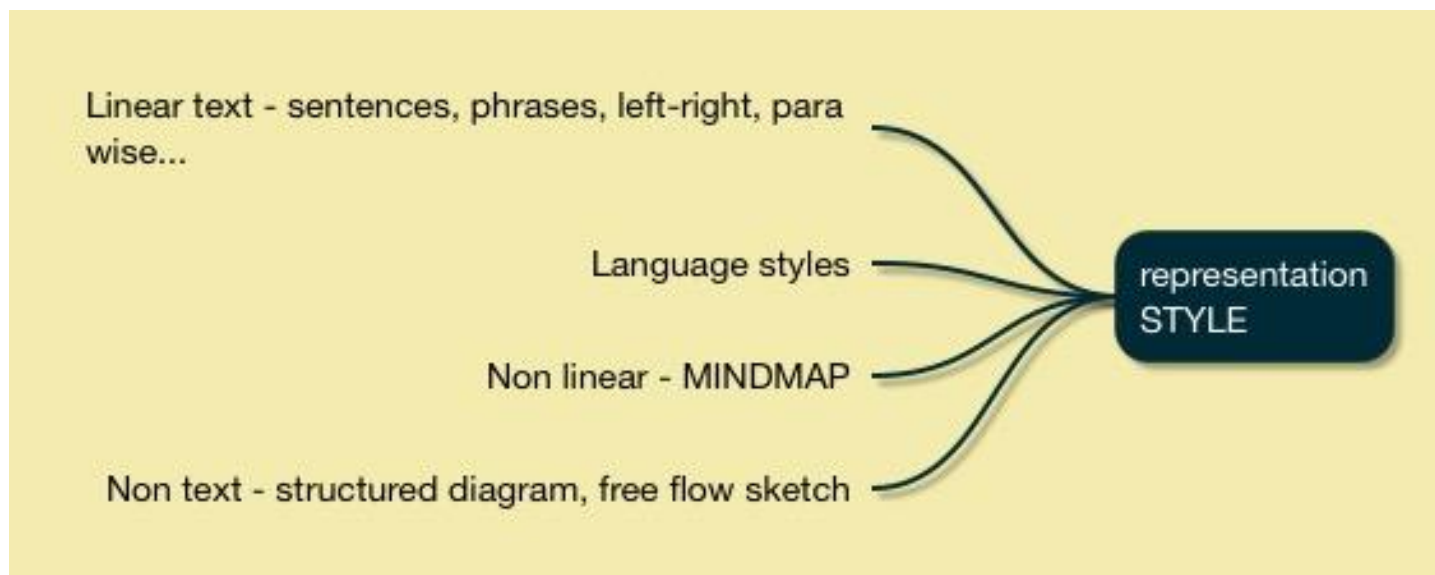 Linear text - sentences, phrases, left-right, para
wise...
Language styles
representation
STYLE
Non linear - MINDMAP
Non text - structured diagram, free flow sketch